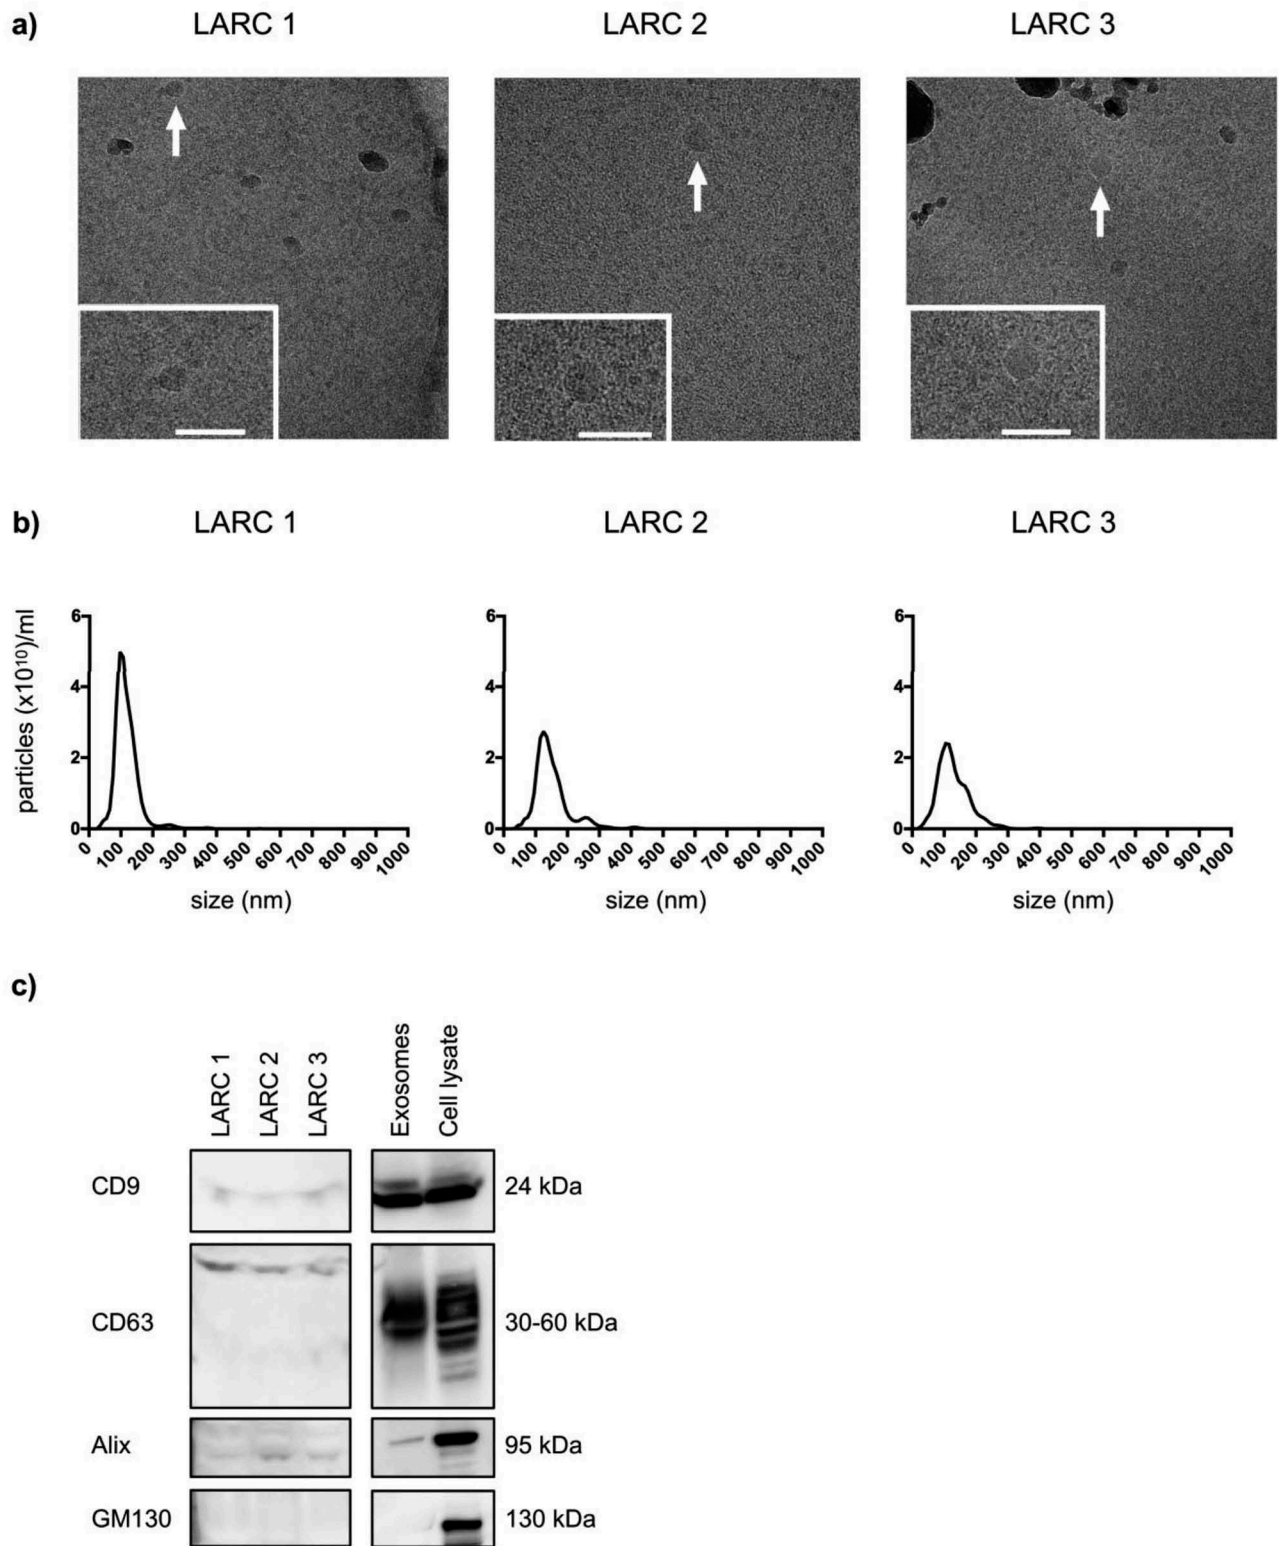 a)
LARC 1 LARC 2 LARC 3
b)
LARC 1 LARC 2 LARC 3
particles (x10¹⁰)/ml
6 6 6
4 4 4
2 2 2
0 0 0
0 100 200 300 400 500 600 700 800 900 1000 0 100 200 300 400 500 600 700 800 900 1000 0 100 200 300 400 500 600 700 800 900 1000
size (nm) size (nm) size (nm)
c)
LARC 1 LARC 2 LARC 3 Exosomes Cell lysate
CD9 24 kDa
CD63 30-60 kDa
Alix 95 kDa
GM130 130 kDa